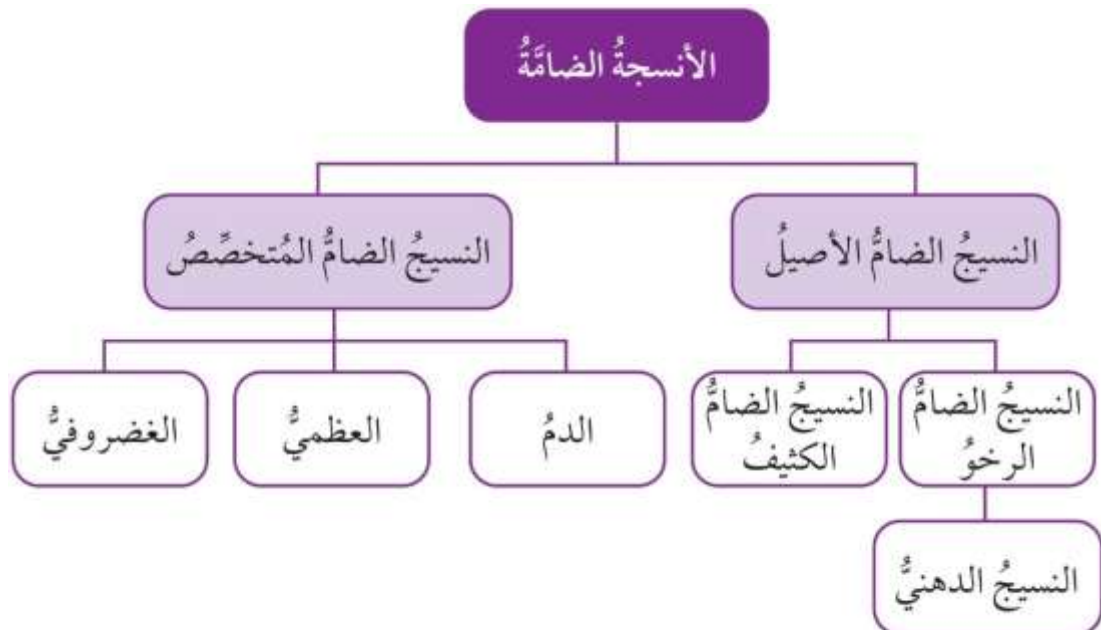 الأنسجةُ الضامَّةُ
النسيجُ الضامُّ الأصيلُ
النسيجُ الضامُّ المُتخصِّصُ
النسيجُ الضامُّ
الرخوُ
النسيجُ الضامُّ
الكثيفُ
الدمُ
العظميُّ
الغضروفيُّ
النسيجُ الدهنيُّ